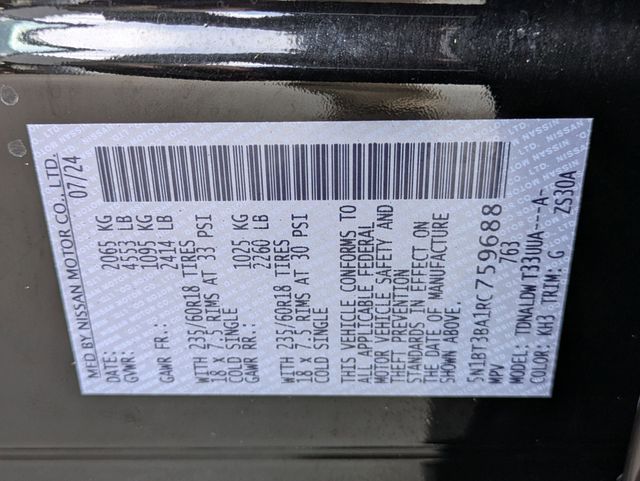 MFD BY NISSAN MOTOR CO., LTD.
07/24
GVWR: 2065 KG
4553 LB
GAWR FR.: 1095 KG
2414 LB
WITH 235/60R18 TIRES
18 x 7.5 RIMS AT 33 PSI
COLD SINGLE
GAWR RR.: 1025 KG
2260 LB
WITH 235/60R18 TIRES
18 x 7.5 RIMS AT 30 PSI
COLD SINGLE
THIS VEHICLE CONFORMS TO
ALL APPLICABLE FEDERAL
MOTOR VEHICLE SAFETY AND
THEFT PREVENTION
STANDARDS IN EFFECT ON
THE DATE OF MANUFACTURE
SHOWN ABOVE.
5N1BT3BA1RC759688
MPV 763
MODEL: TDNALDWT33UUA---A-
COLOR: KH3 TRIM: G ZS30A